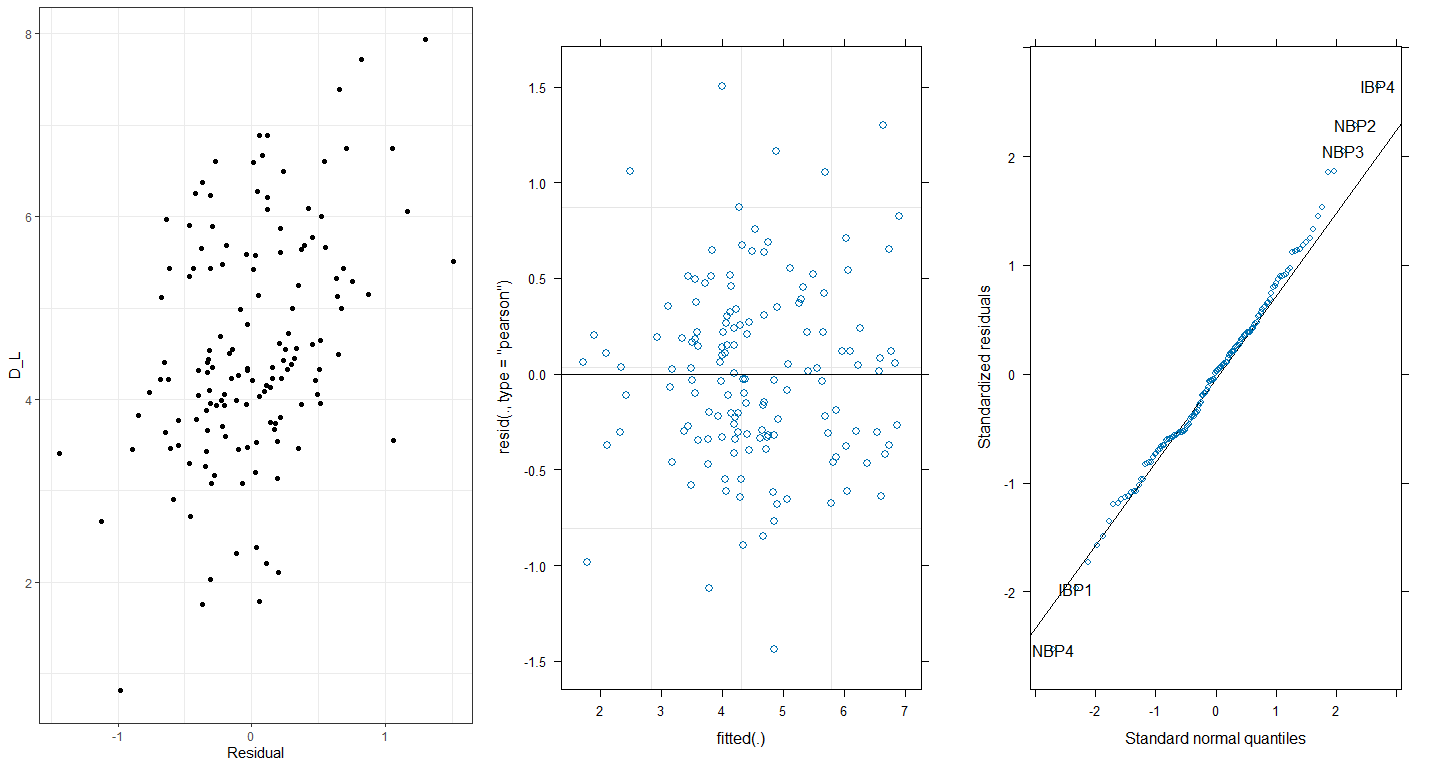 8
6
4
2
D_L
-1
0
1
Residual
1.5
1.0
0.5
0.0
-0.5
-1.0
-1.5
resid(., type = "pearson")
2
3
4
5
6
7
fitted(.)
2
1
0
-1
-2
Standardized residuals
IBP4
NBP2
NBP3
IBP1
NBP4
-2
-1
0
1
2
Standard normal quantiles